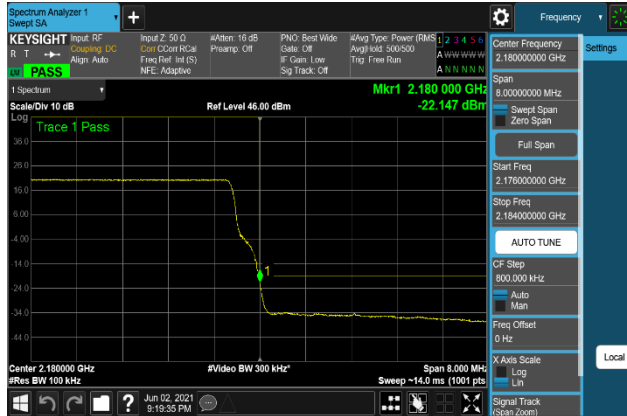 Spectrum Analyzer 1
Swept SA
+
Frequency
KEYSIGHT
R T
LW PASS
Input: RF
Coupling: DC
Align: Auto
Input Z: 50 Ω
Corr CCorr RCal
Freq Ref: Int (S)
NFE: Adaptive
#Atten: 16 dB
Preamp: Off
PNO: Best Wide
Gate: Off
IF Gain: Low
Sig Track: Off
#Avg Type: Power (RMS
Avg|Hold: 500/500
Trig: Free Run
1 2 3 4 5 6
A W W W W W
A N N N N N
1 Spectrum
Mkr1 2.180 000 GHz
-22.147 dBm
Scale/Div 10 dB
Ref Level 46.00 dBm
Log
Trace 1 Pass
36.0
26.0
16.0
6.00
-4.00
-14.0
-24.0
-34.0
-44.0
1
Center 2.180000 GHz
#Video BW 300 kHz*
Span 8.000 MHz
#Res BW 100 kHz
Sweep ~14.0 ms (1001 pts
Center Frequency
2.180000000 GHz
Span
8.00000000 MHz
Swept Span
Zero Span
Full Span
Start Freq
2.176000000 GHz
Stop Freq
2.184000000 GHz
AUTO TUNE
CF Step
800.000 kHz
Auto
Man
Freq Offset
0 Hz
X Axis Scale
Log
Lin
Signal Track
(Span Zoom)
Settings
Local
?
Jun 02, 2021
9:19:35 PM